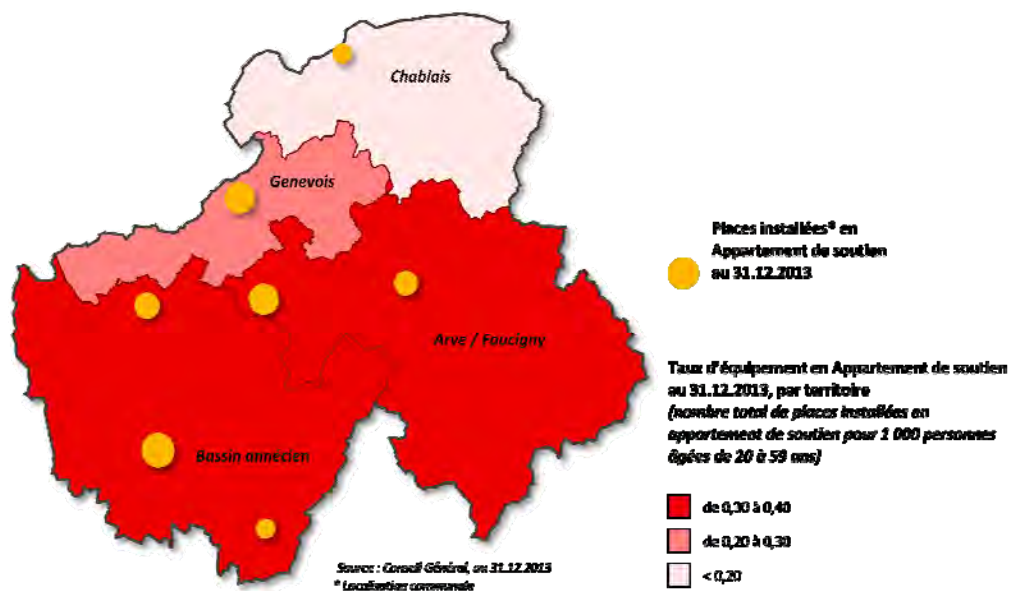 Chablais
Genevois
Arve / Faucigny
Bassin annecien
Places installées* en
Appartement de soutien
au 31.12.2013
Taux d'équipement en Appartement de soutien
au 31.12.2013, par territoire
(nombre total de places installées en
appartement de soutien pour 1 000 personnes
âgées de 20 à 59 ans)
de 0,30 à 0,40
de 0,20 à 0,30
< 0,20
Source : Conseil Général, au 31.12.2013
* Localisation communale